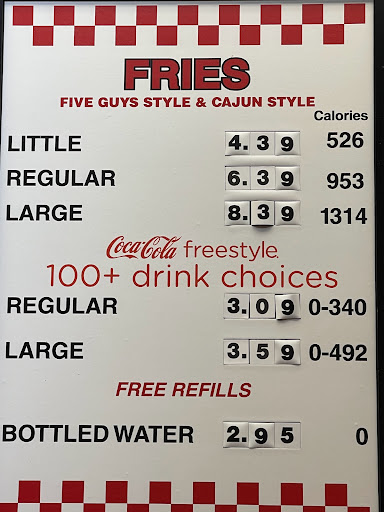 FRIES
FIVE GUYS STYLE & CAJUN STYLE
Calories
LITTLE 4.39 526
REGULAR 6.39 953
LARGE 8.39 1314
Coca-Cola freestyle
100+ drink choices
REGULAR 3.09 0-340
LARGE 3.59 0-492
FREE REFILLS
BOTTLED WATER 2.95 0